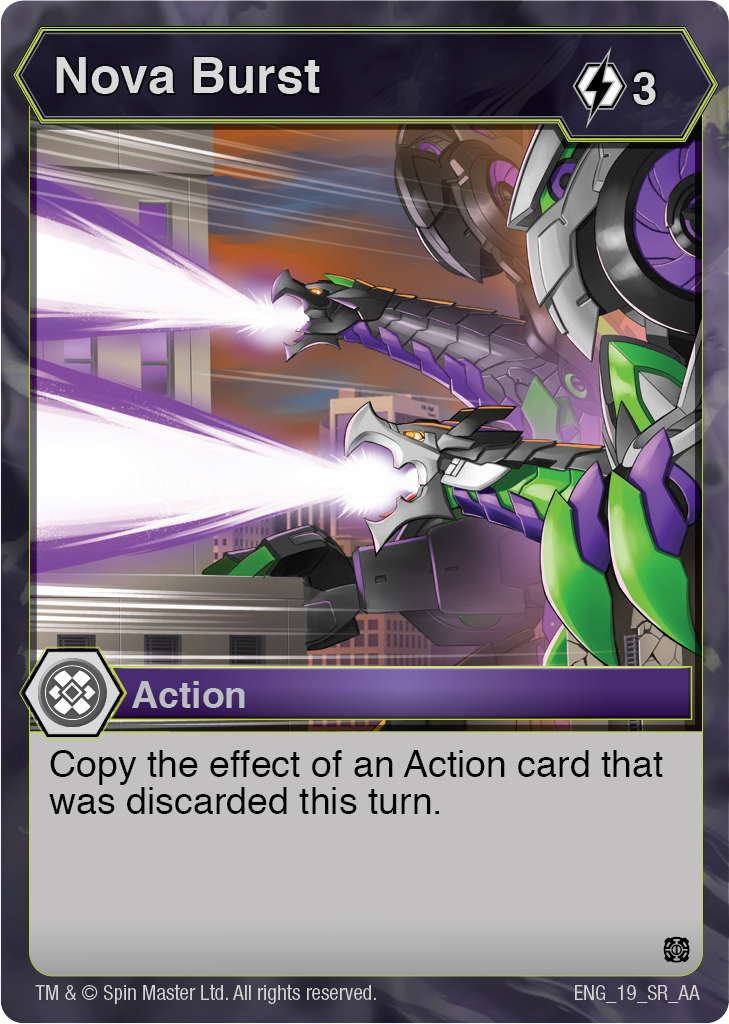 Nova Burst
3
Action
Copy the effect of an Action card that
was discarded this turn.
TM & © Spin Master Ltd. All rights reserved.
ENG_19_SR_AA